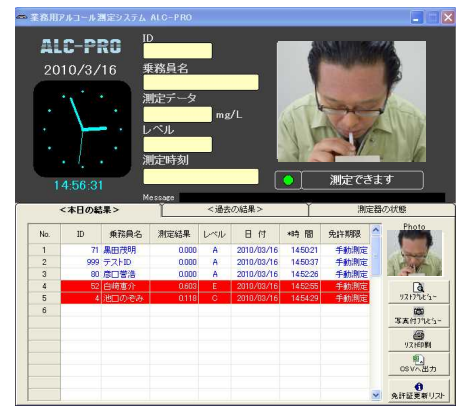 業務用アルコール測定システム ALC-PRO
ALC-PRO
2010/3/16
14:56:31
ID
乗務員名
測定データ
mg/L
レベル
測定時刻
測定できます
Message
<本日の結果>
<過去の結果>
測定器の状態
No. ID 乗務員名 測定結果 レベル 日 付 *時 間 免許期限
1 71 黒田茂明 0.000 A 2010/03/16 14:50:21 手動測定
2 999 テストID 0.000 A 2010/03/16 14:50:37 手動測定
3 80 彦口菅浩 0.000 A 2010/03/16 14:52:26 手動測定
4 52 白崎恵介 0.603 E 2010/03/16 14:52:55 手動測定
5 4 池口のぞみ 0.118 C 2010/03/16 14:54:29 手動測定
6
Photo
リストプレビュー
写真付プレビュー
リスト印刷
CSVへ出力
免許証更新リスト